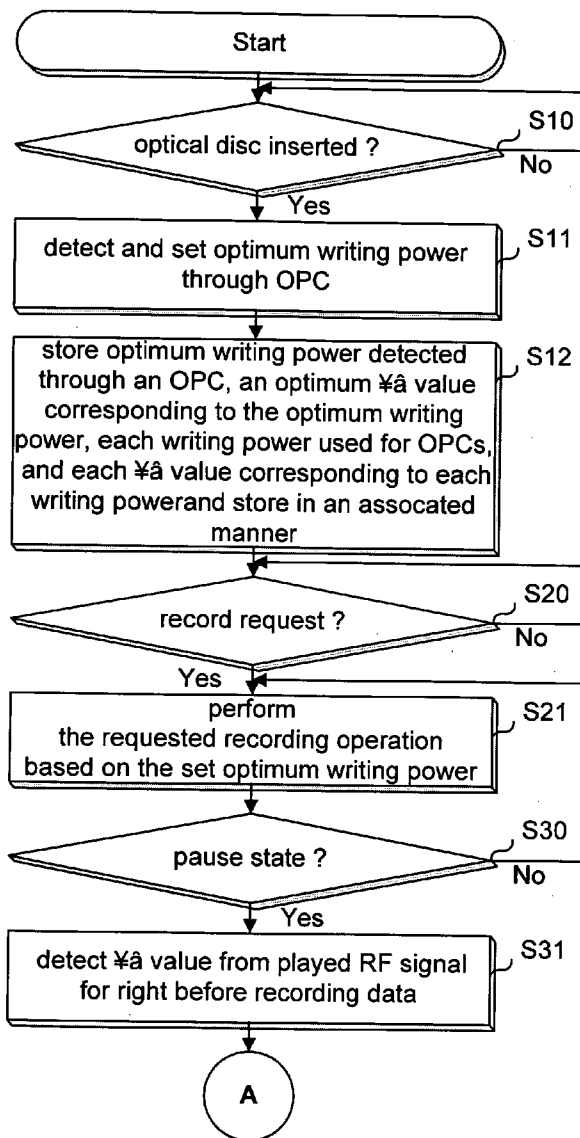 Start
optical disc inserted ?
S10
No
Yes
detect and set optimum writing power
through OPC
S11
store optimum writing power detected
through an OPC, an optimum ¥â value
corresponding to the optimum writing
power, each writing power used for OPCs,
and each ¥â value corresponding to each
writing powerand store in an assocated
manner
S12
record request ?
S20
No
Yes
perform
the requested recording operation
based on the set optimum writing power
S21
pause state ?
S30
No
Yes
detect ¥â value from played RF signal
for right before recording data
S31
A